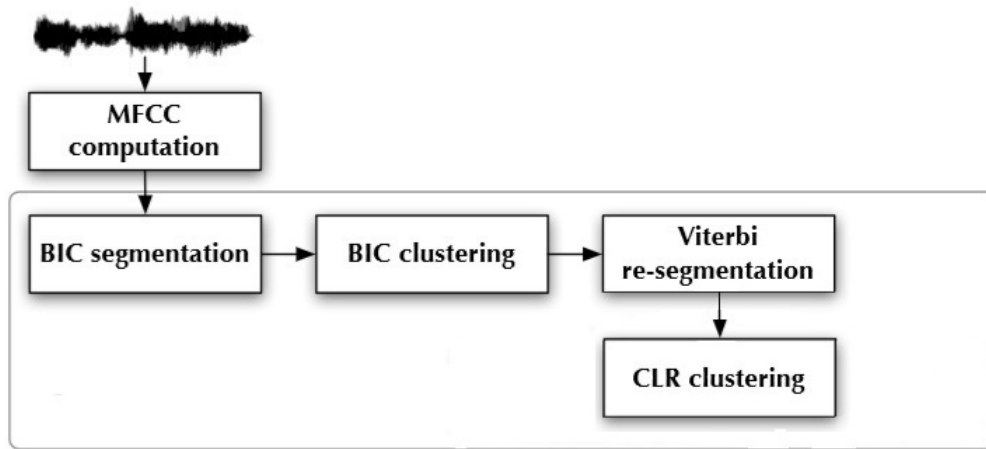 MFCC
computation
BIC segmentation
BIC clustering
Viterbi
re-segmentation
CLR clustering